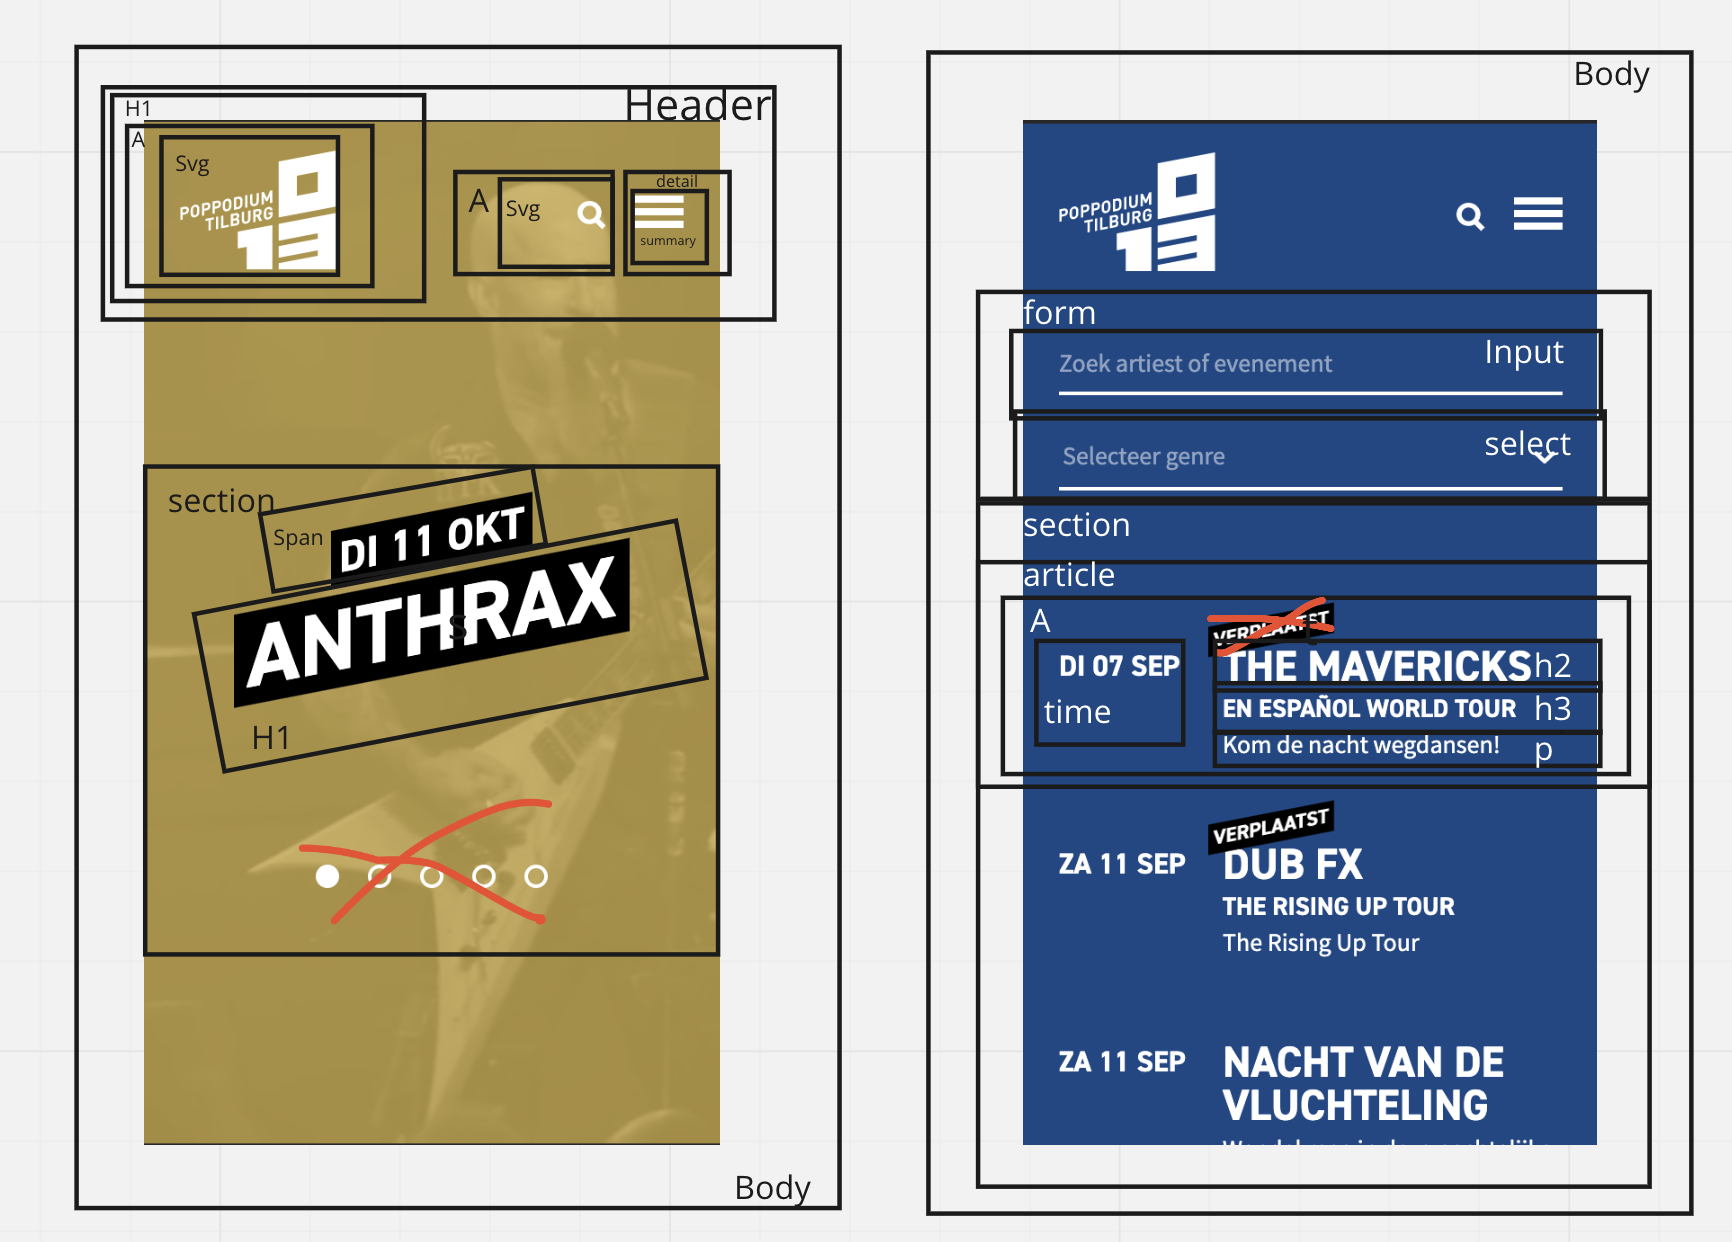 H1
Header
A
Svg
POPPODIUM
TILBURG
013
A
Svg
detail
summary
section
Span
DI 11 OKT
ANTHRAX
S
H1
Body
Body
POPPODIUM
TILBURG
013
form
Zoek artiest of evenement
Input
Selecteer genre
select
section
article
A
VERPLAATST
DI 07 SEP
THE MAVERICKS
h2
time
EN ESPAÑOL WORLD TOUR
h3
Kom de nacht wegdansen!
p
VERPLAATST
ZA 11 SEP
DUB FX
THE RISING UP TOUR
The Rising Up Tour
ZA 11 SEP
NACHT VAN DE
VLUCHTELING